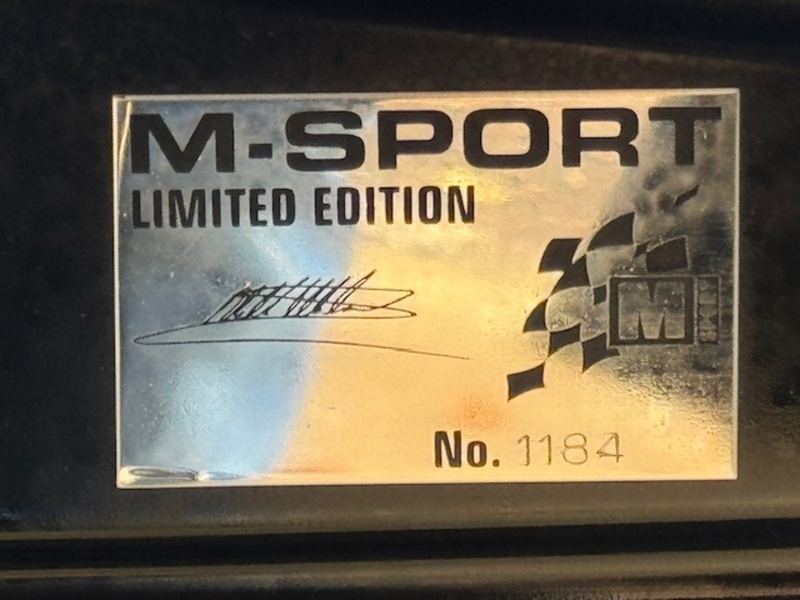 M-SPORT
LIMITED EDITION
M
No. 1184